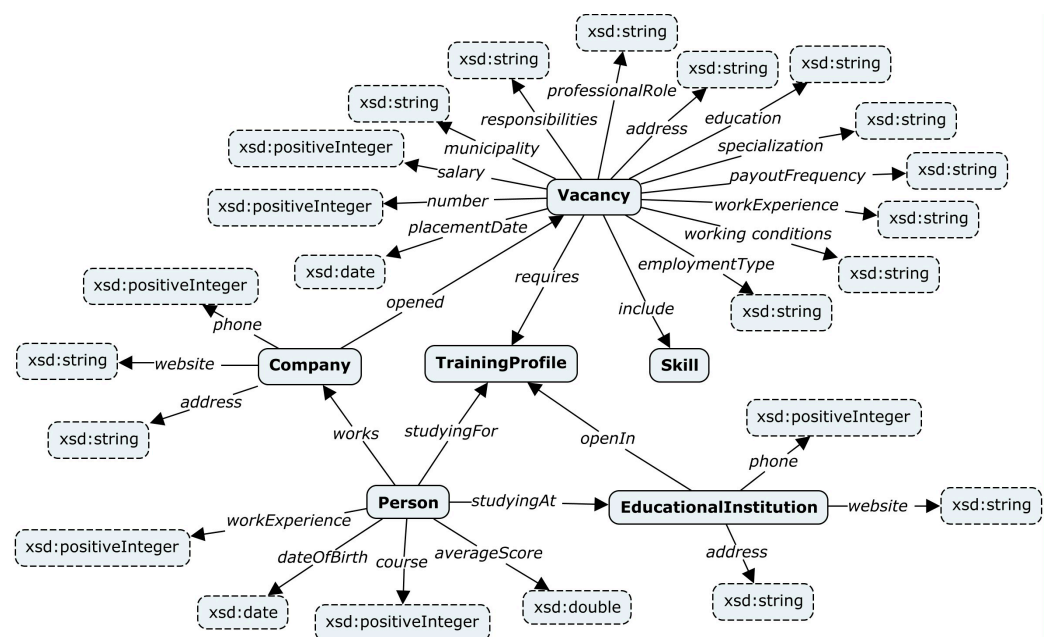 xsd:string
xsd:string
professionalRole
xsd:string
xsd:string
xsd:string
responsibilities
address
education
xsd:string
municipality
specialization
xsd:positiveInteger
salary
payoutFrequency
xsd:string
Vacancy
xsd:positiveInteger
number
workExperience
xsd:string
placementDate
working conditions
xsd:date
employmentType
xsd:string
xsd:positiveInteger
opened
requires
include
xsd:string
phone
xsd:string
website
Company
TrainingProfile
Skill
address
xsd:string
works
studyingFor
openIn
xsd:positiveInteger
phone
Person
studyingAt
EducationalInstitution
website
xsd:string
workExperience
xsd:positiveInteger
dateOfBirth
course
averageScore
address
xsd:date
xsd:positiveInteger
xsd:double
xsd:string